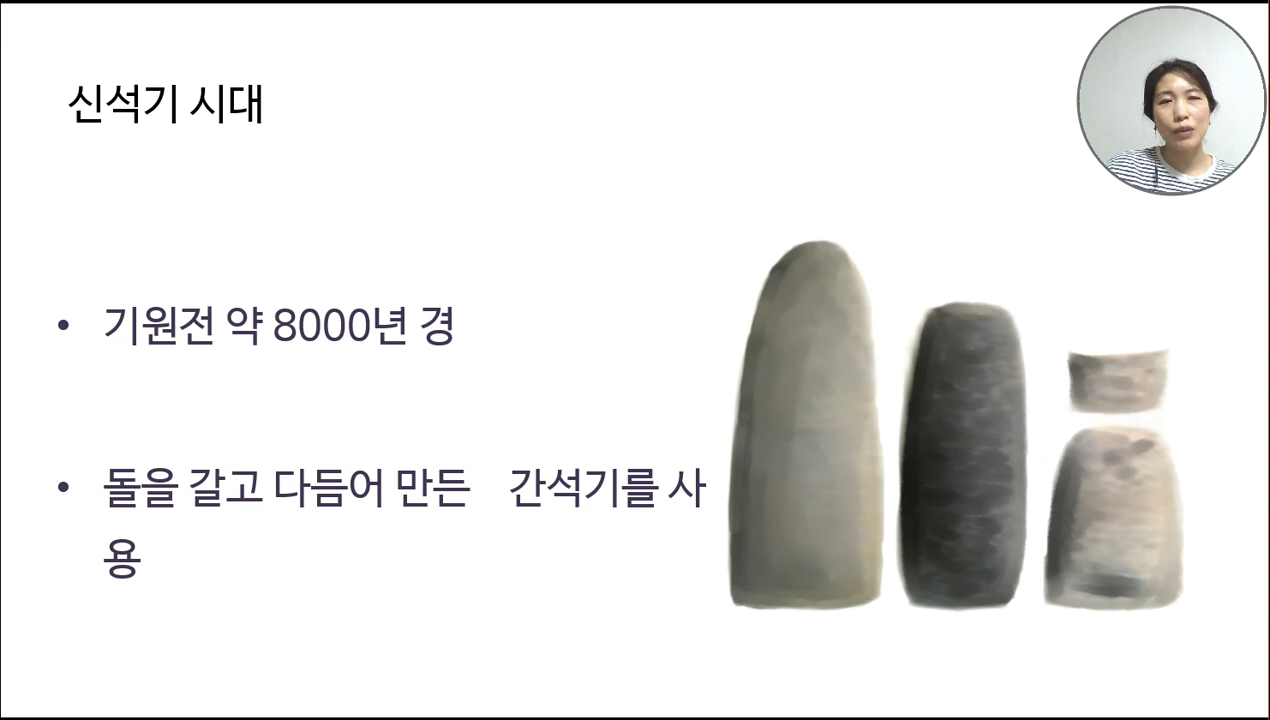 신석기 시대
• 기원전 약 8000년 경
• 돌을 갈고 다듬어 만든 간석기를 사
용